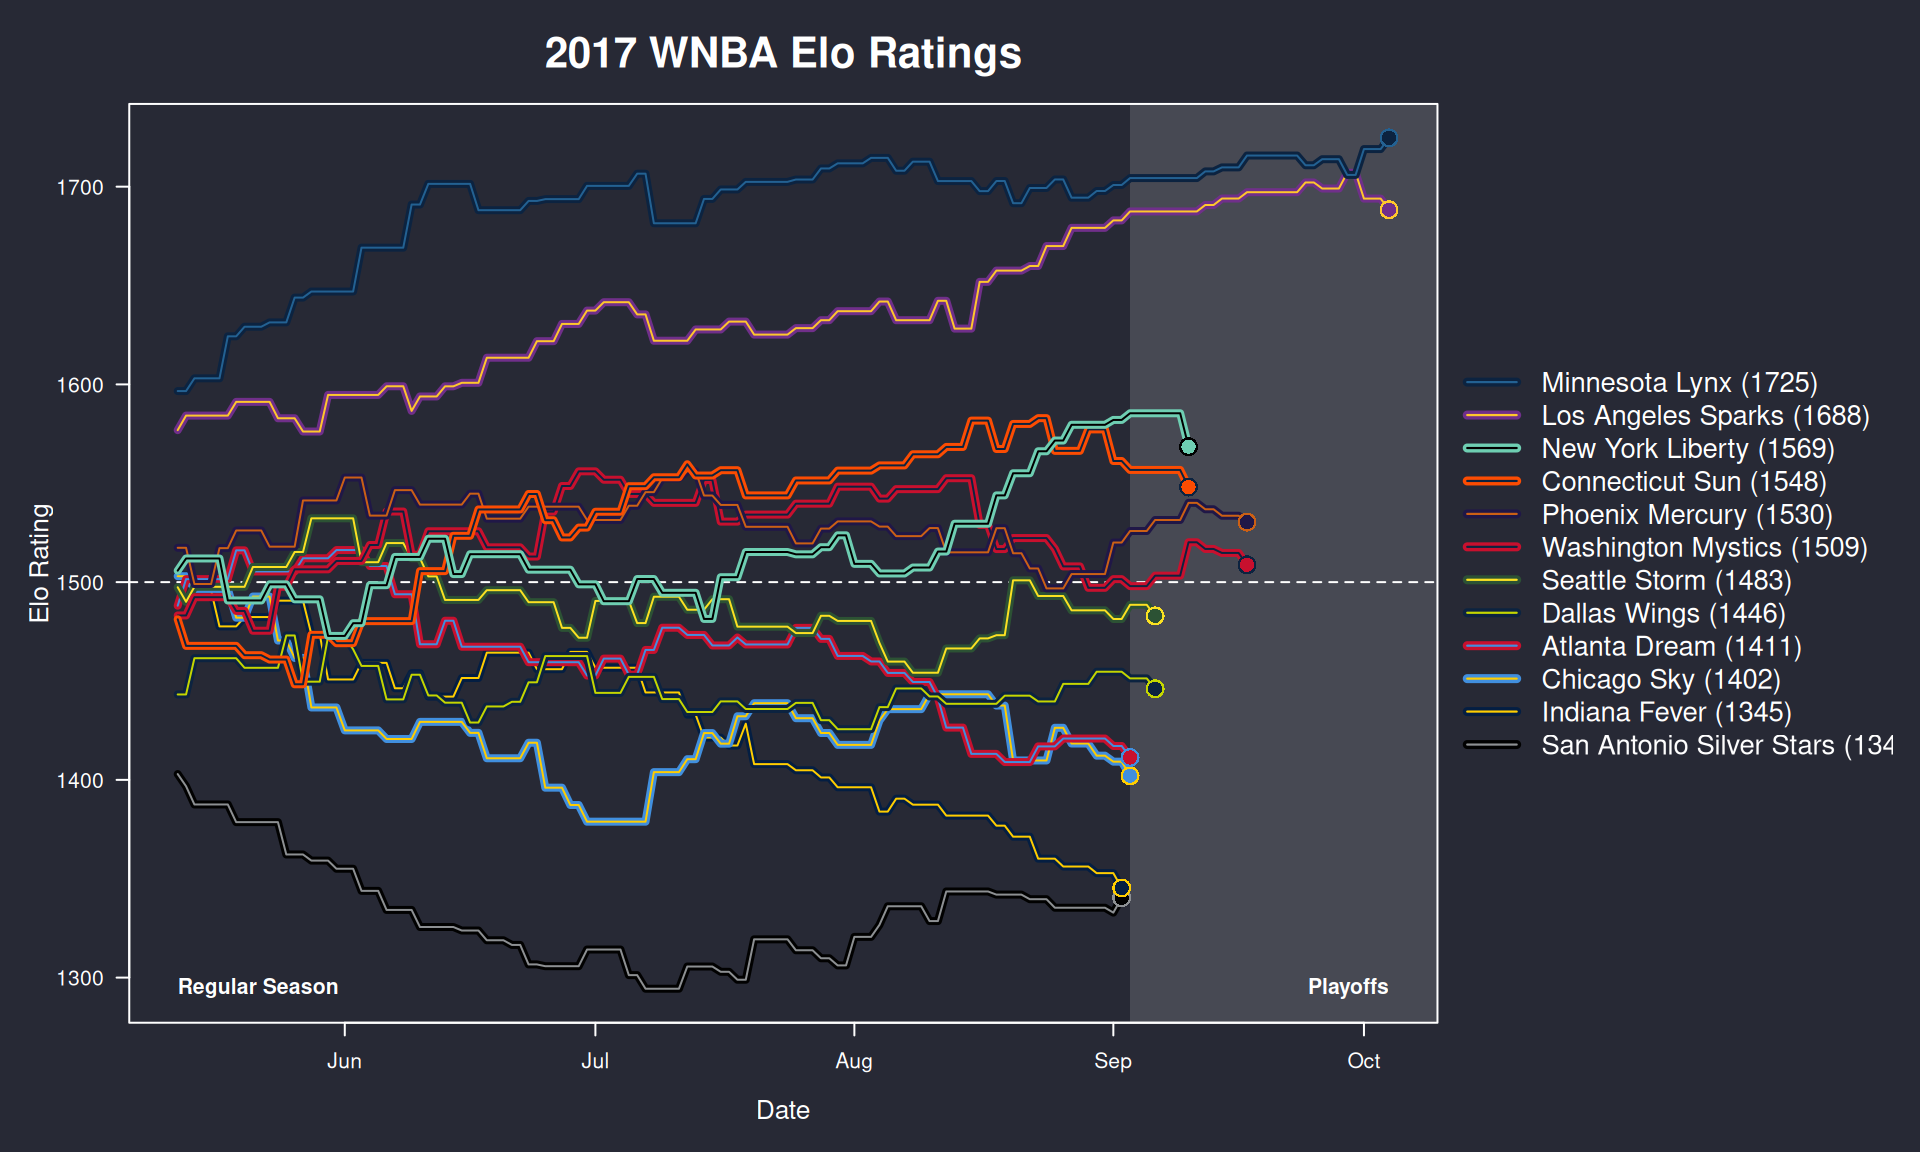 2017 WNBA Elo Ratings
Elo Rating
1700
1600
1500
1400
1300
Regular Season
Playoffs
Jun
Jul
Aug
Sep
Oct
Date
Minnesota Lynx (1725)
Los Angeles Sparks (1688)
New York Liberty (1569)
Connecticut Sun (1548)
Phoenix Mercury (1530)
Washington Mystics (1509)
Seattle Storm (1483)
Dallas Wings (1446)
Atlanta Dream (1411)
Chicago Sky (1402)
Indiana Fever (1345)
San Antonio Silver Stars (134